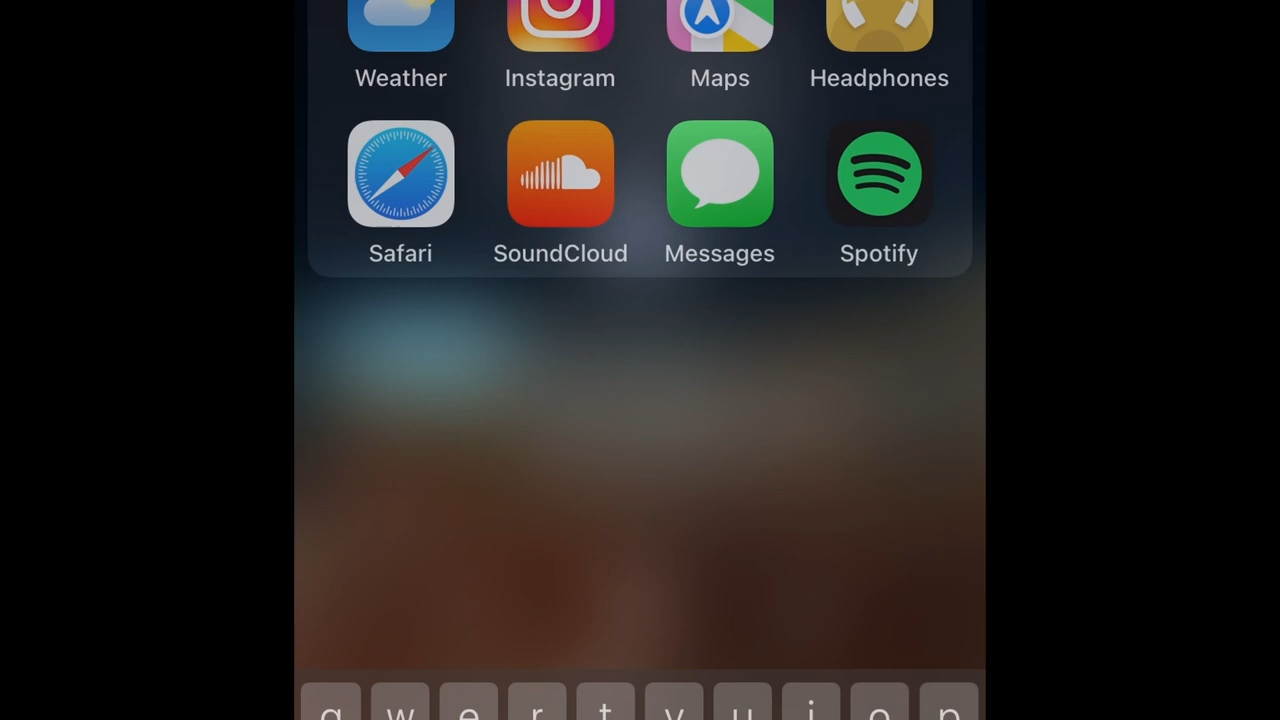 Weather Instagram Maps Headphones
Safari SoundCloud Messages Spotify
q w e r t y u i o p